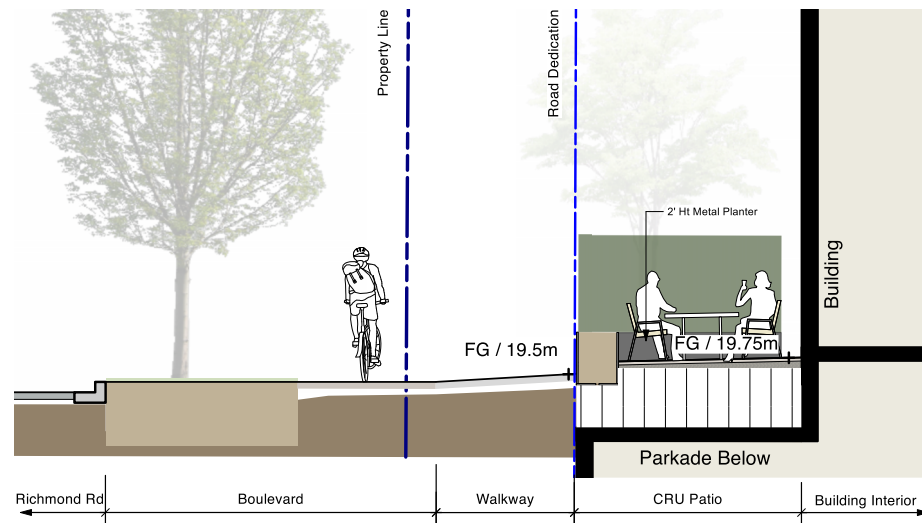 Property Line
Road Dedication
2' Ht Metal Planter
Building
FG / 19.5m
FG / 19.75m
Parkade Below
Richmond Rd
Boulevard
Walkway
CRU Patio
Building Interior